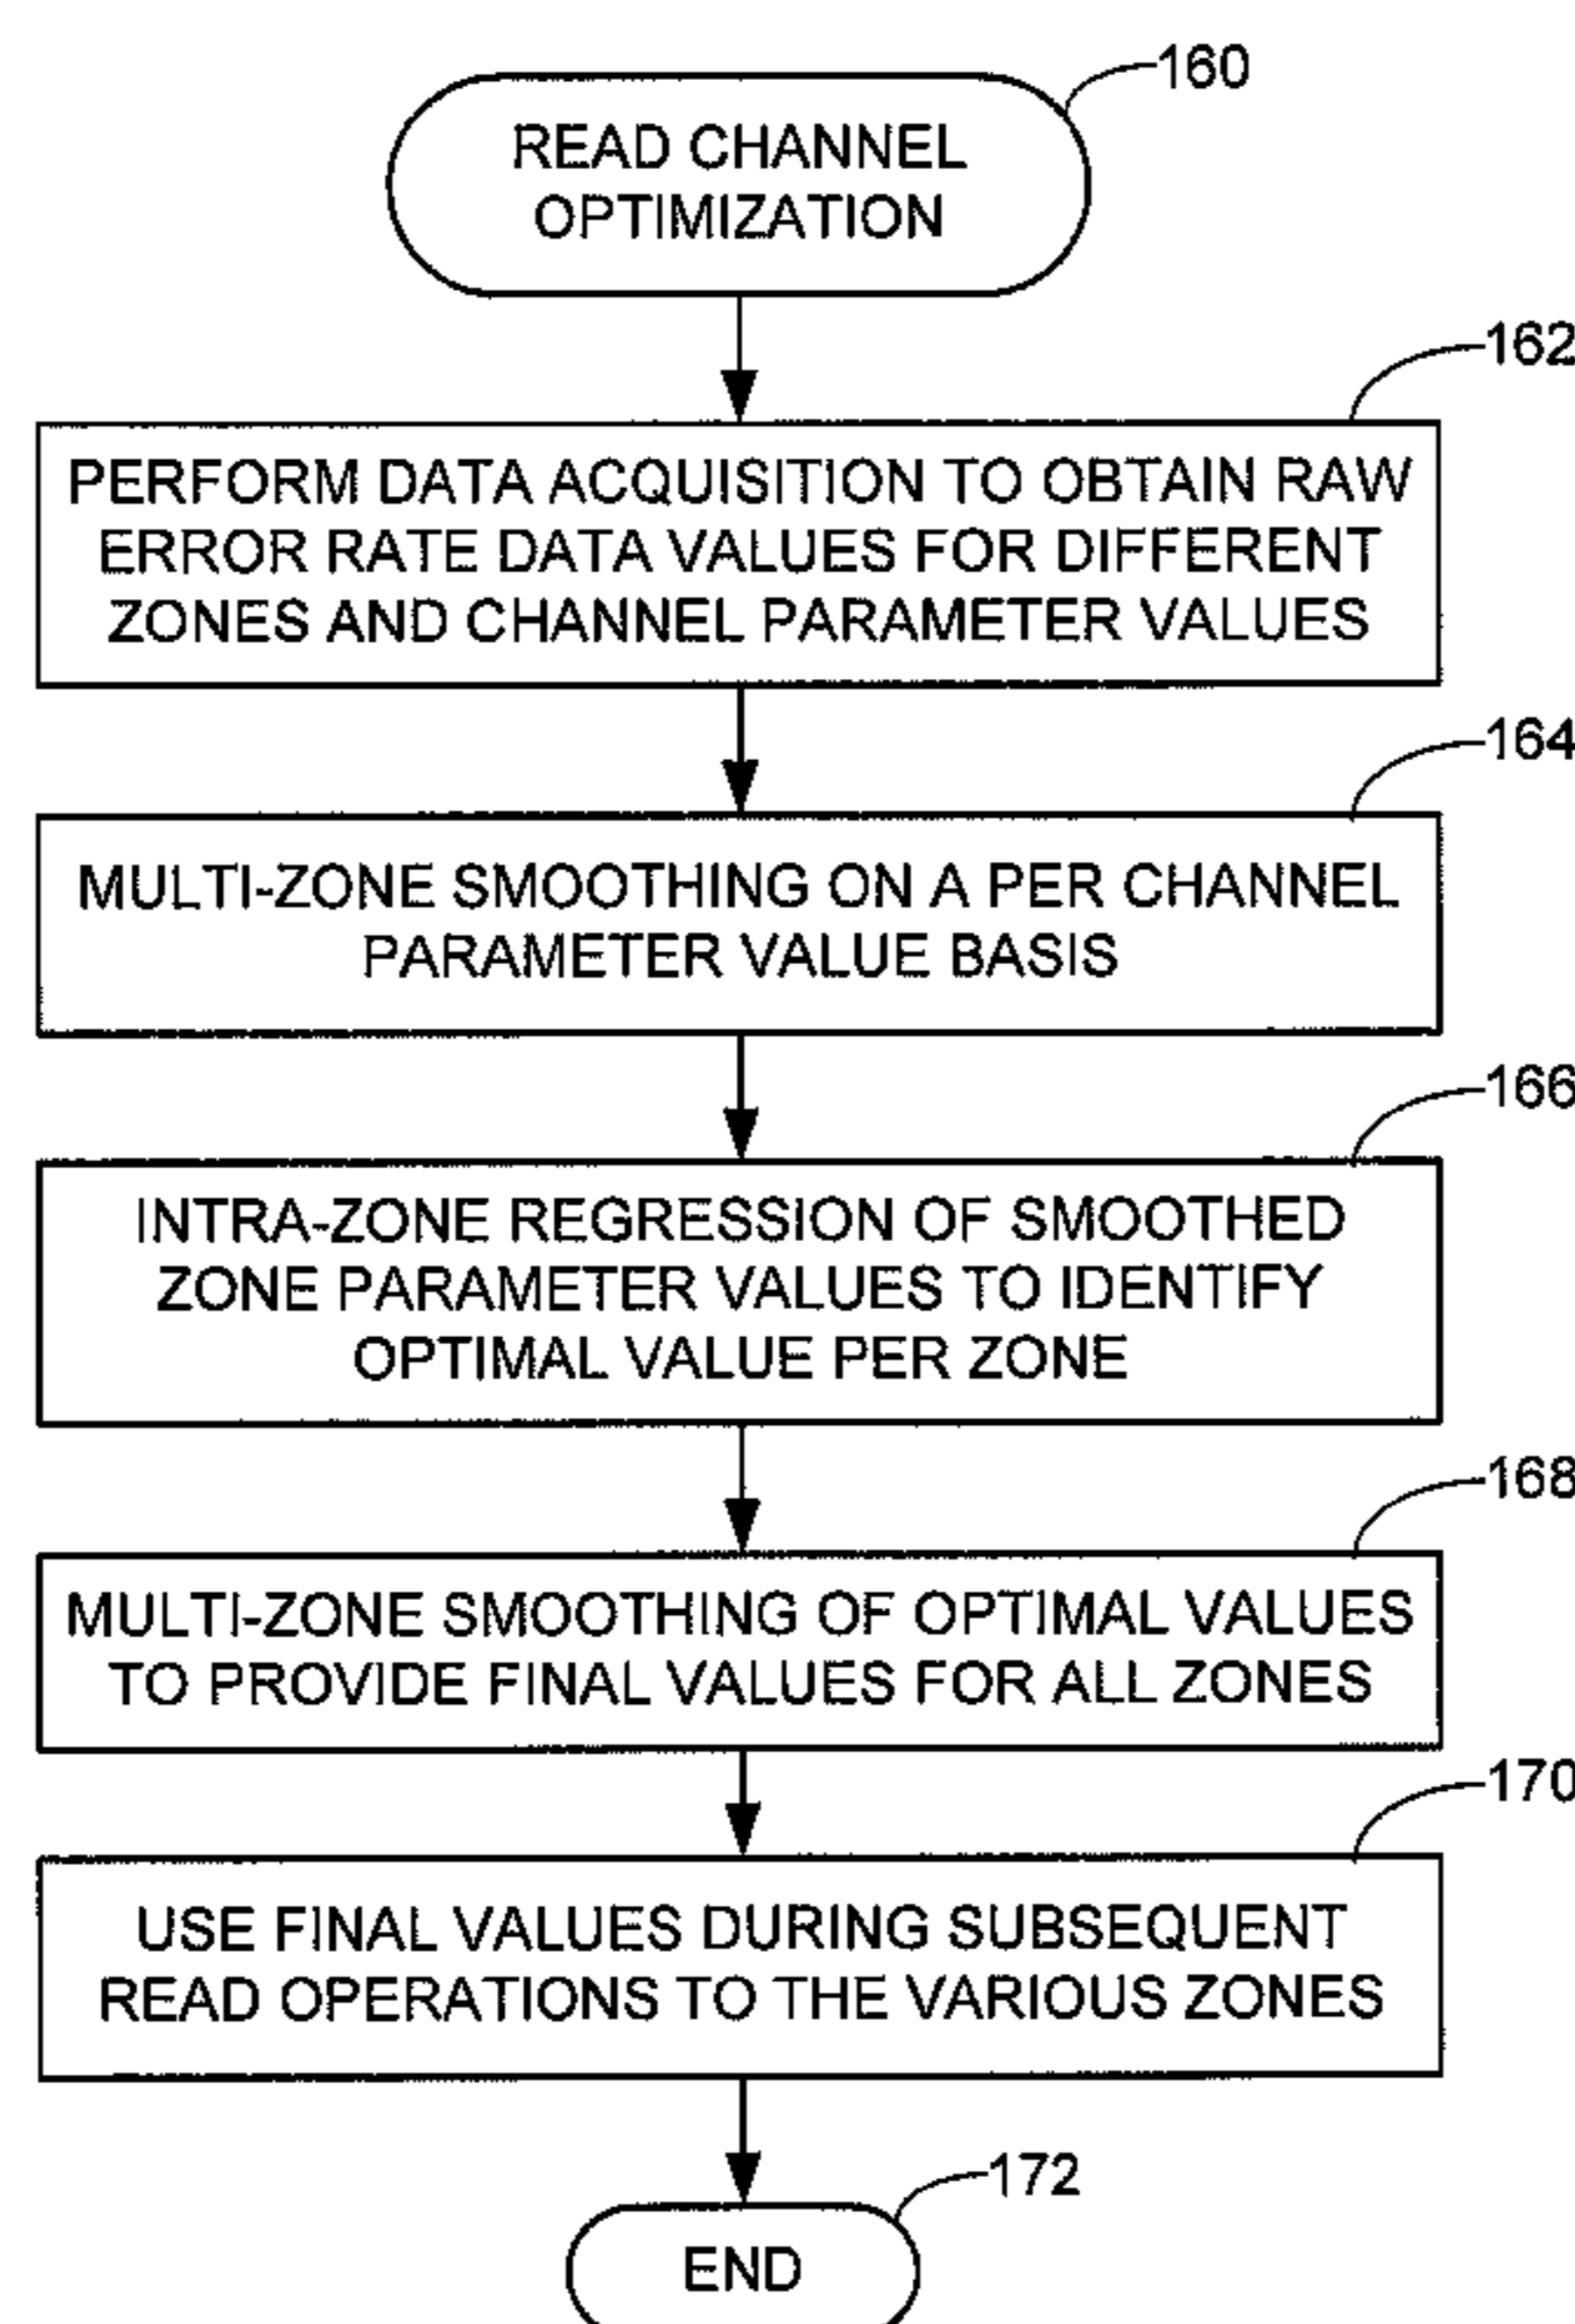 160
READ CHANNEL
OPTIMIZATION
162
PERFORM DATA ACQUISITION TO OBTAIN RAW
ERROR RATE DATA VALUES FOR DIFFERENT
ZONES AND CHANNEL PARAMETER VALUES
164
MULTI-ZONE SMOOTHING ON A PER CHANNEL
PARAMETER VALUE BASIS
166
INTRA-ZONE REGRESSION OF SMOOTHED
ZONE PARAMETER VALUES TO IDENTIFY
OPTIMAL VALUE PER ZONE
168
MULTI-ZONE SMOOTHING OF OPTIMAL VALUES
TO PROVIDE FINAL VALUES FOR ALL ZONES
170
USE FINAL VALUES DURING SUBSEQUENT
READ OPERATIONS TO THE VARIOUS ZONES
172
END